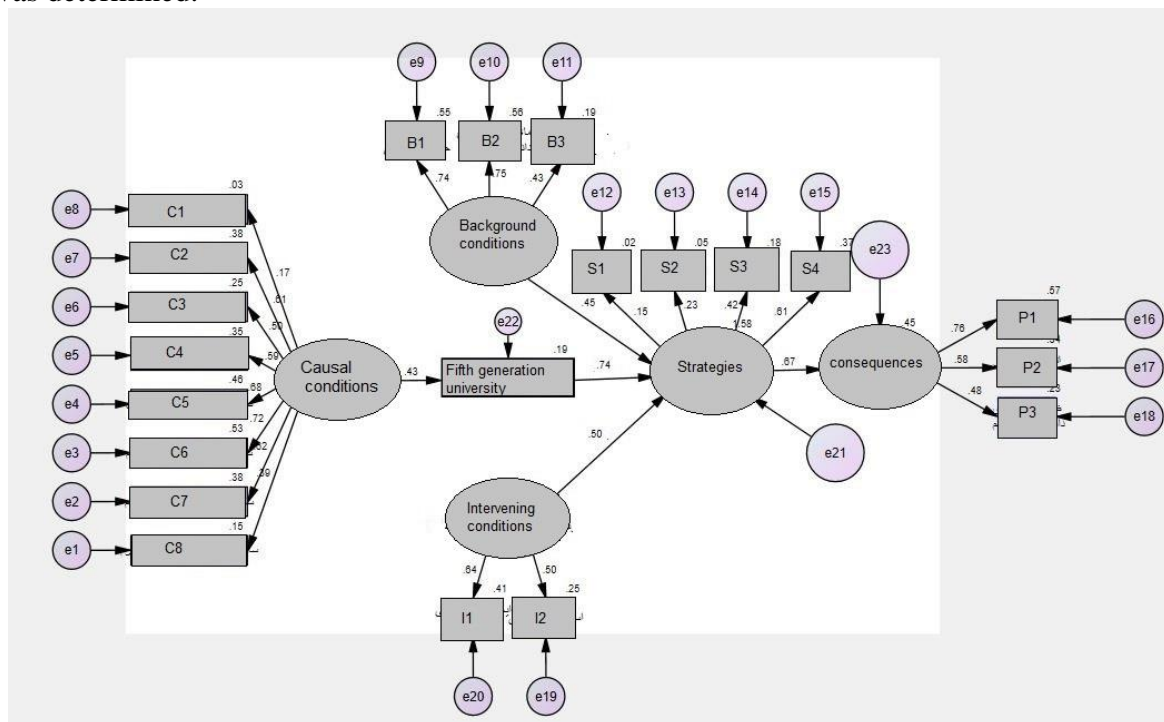 e9
e10
e11
.55
.56
.19
B1
B2
B3
.74
.75
.43
e8
.03
C1
e7
.38
C2
e6
.25
C3
e5
.35
C4
e4
.46
C5
e3
.53
C6
e2
.38
C7
e1
.15
C8
.17
.61
.50
.59
.68
.72
.39
Causal
conditions
.43
Background
conditions
.45
e22
.19
Fifth generation
university
.74
e12
e13
e14
e15
.02
.05
.18
.37
S1
S2
S3
S4
.15
.23
.42
.61
Strategies
.67
e23
.45
consequences
.76
.58
.48
.57
P1
e16
P2
e17
.23
P3
e18
e21
.50
Intervening
conditions
.64
.50
.41
.25
I1
I2
e20
e19